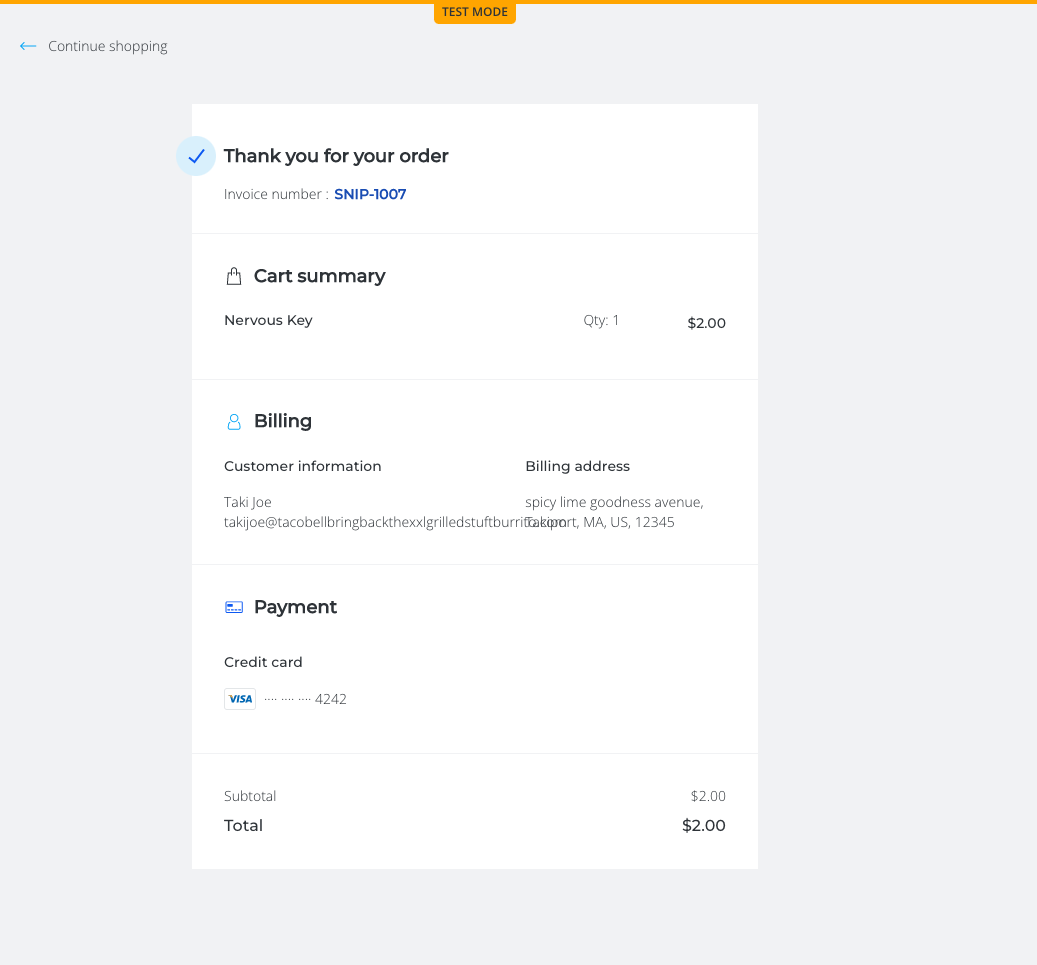 TEST MODE
Continue shopping
Thank you for your order
Invoice number : SNIP-1007
Cart summary
Nervous Key Qty: 1 $2.00
Billing
Customer information
Taki Joe
takijoe@tacobellbringbackthexxlgrilledstuftburrito.com
Billing address
spicy lime goodness avenue,
Takiport, MA, US, 12345
Payment
Credit card
VISA ···· ···· ···· 4242
Subtotal $2.00
Total $2.00